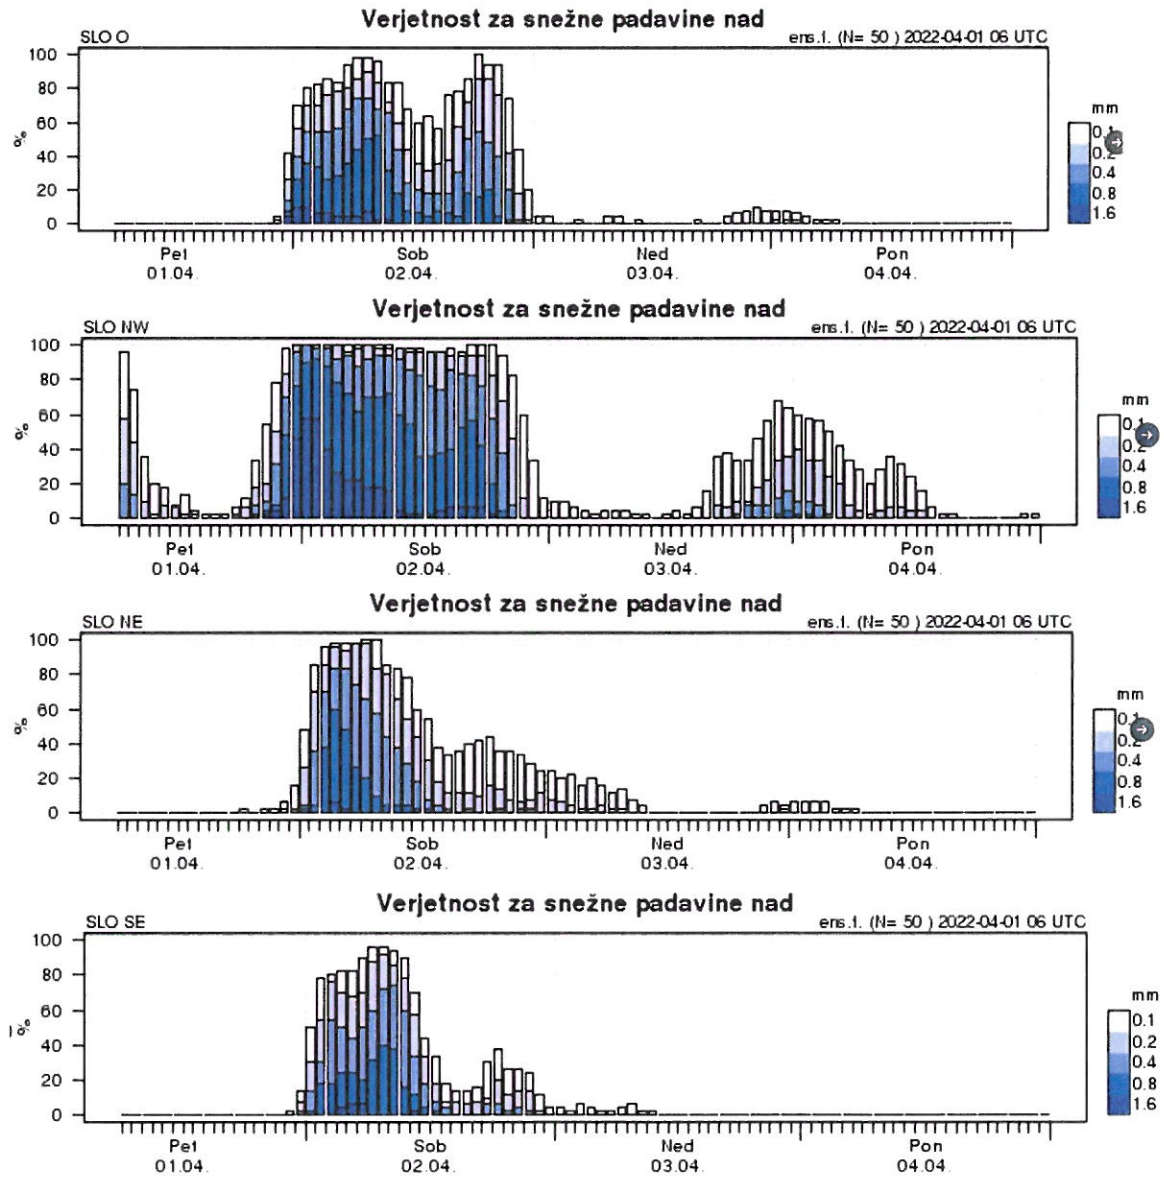 Verjetnost za snežne padavine nad
SLO O
ens.f. (N= 50 ) 2022-04-01 06 UTC
100
80
60
40
20
0
%
mm
0.1
0.2
0.4
0.8
1.6
Pet
01.04.
Sob
02.04.
Ned
03.04.
Pon
04.04.
Verjetnost za snežne padavine nad
SLO NW
ens.f. (N= 50 ) 2022-04-01 06 UTC
100
80
60
40
20
0
%
mm
0.1
0.2
0.4
0.8
1.6
Pet
01.04.
Sob
02.04.
Ned
03.04.
Pon
04.04.
Verjetnost za snežne padavine nad
SLO NE
ens.f. (N= 50 ) 2022-04-01 06 UTC
100
80
60
40
20
0
%
mm
0.1
0.2
0.4
0.8
1.6
Pet
01.04.
Sob
02.04.
Ned
03.04.
Pon
04.04.
Verjetnost za snežne padavine nad
SLO SE
ens.f. (N= 50 ) 2022-04-01 06 UTC
100
80
60
40
20
0
%
mm
0.1
0.2
0.4
0.8
1.6
Pet
01.04.
Sob
02.04.
Ned
03.04.
Pon
04.04.